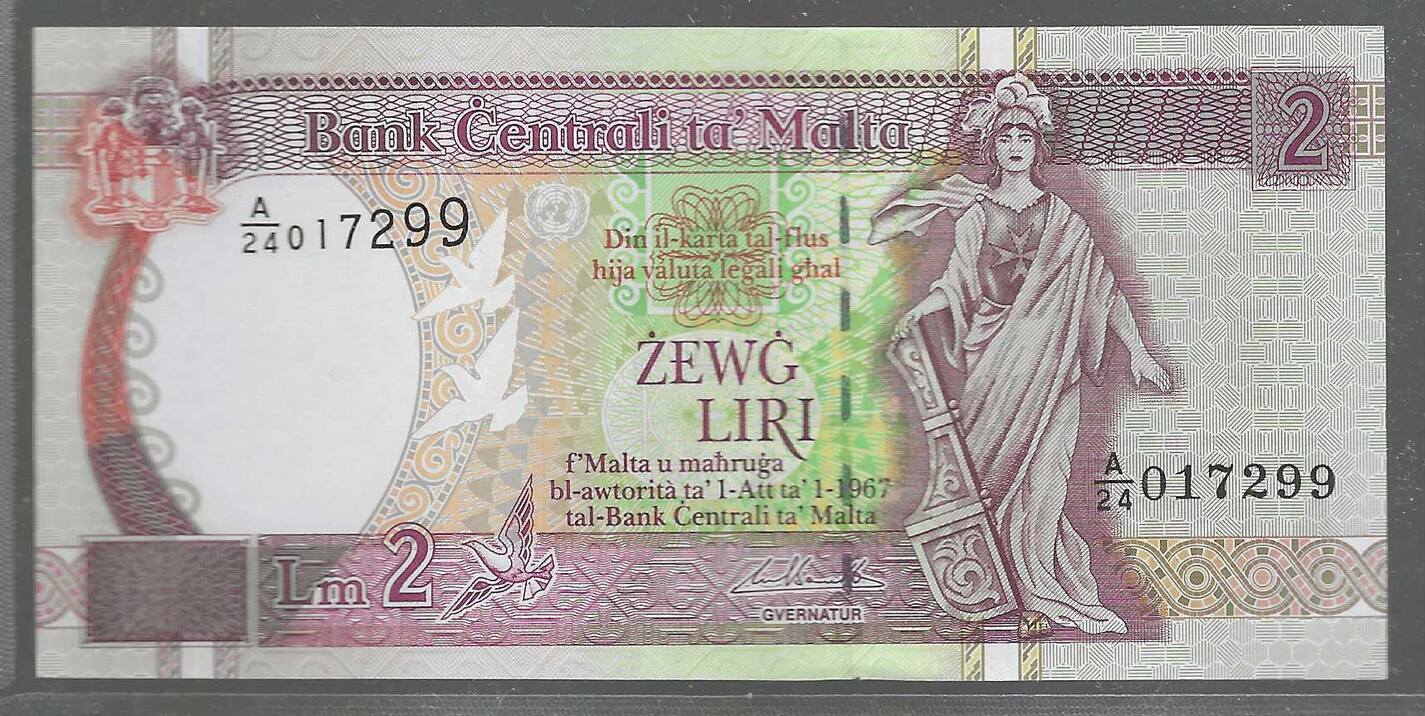 Bank Ċentrali ta' Malta
2
A/24 017299
Din il-karta tal-flus
hija valuta legali għal
ŻEWĠ
LIRI
f'Malta u maħruġa
bl-awtorità ta' l-Att ta' l-1967
tal-Bank Ċentrali ta' Malta
A/24 017299
Lm 2
GVERNATUR